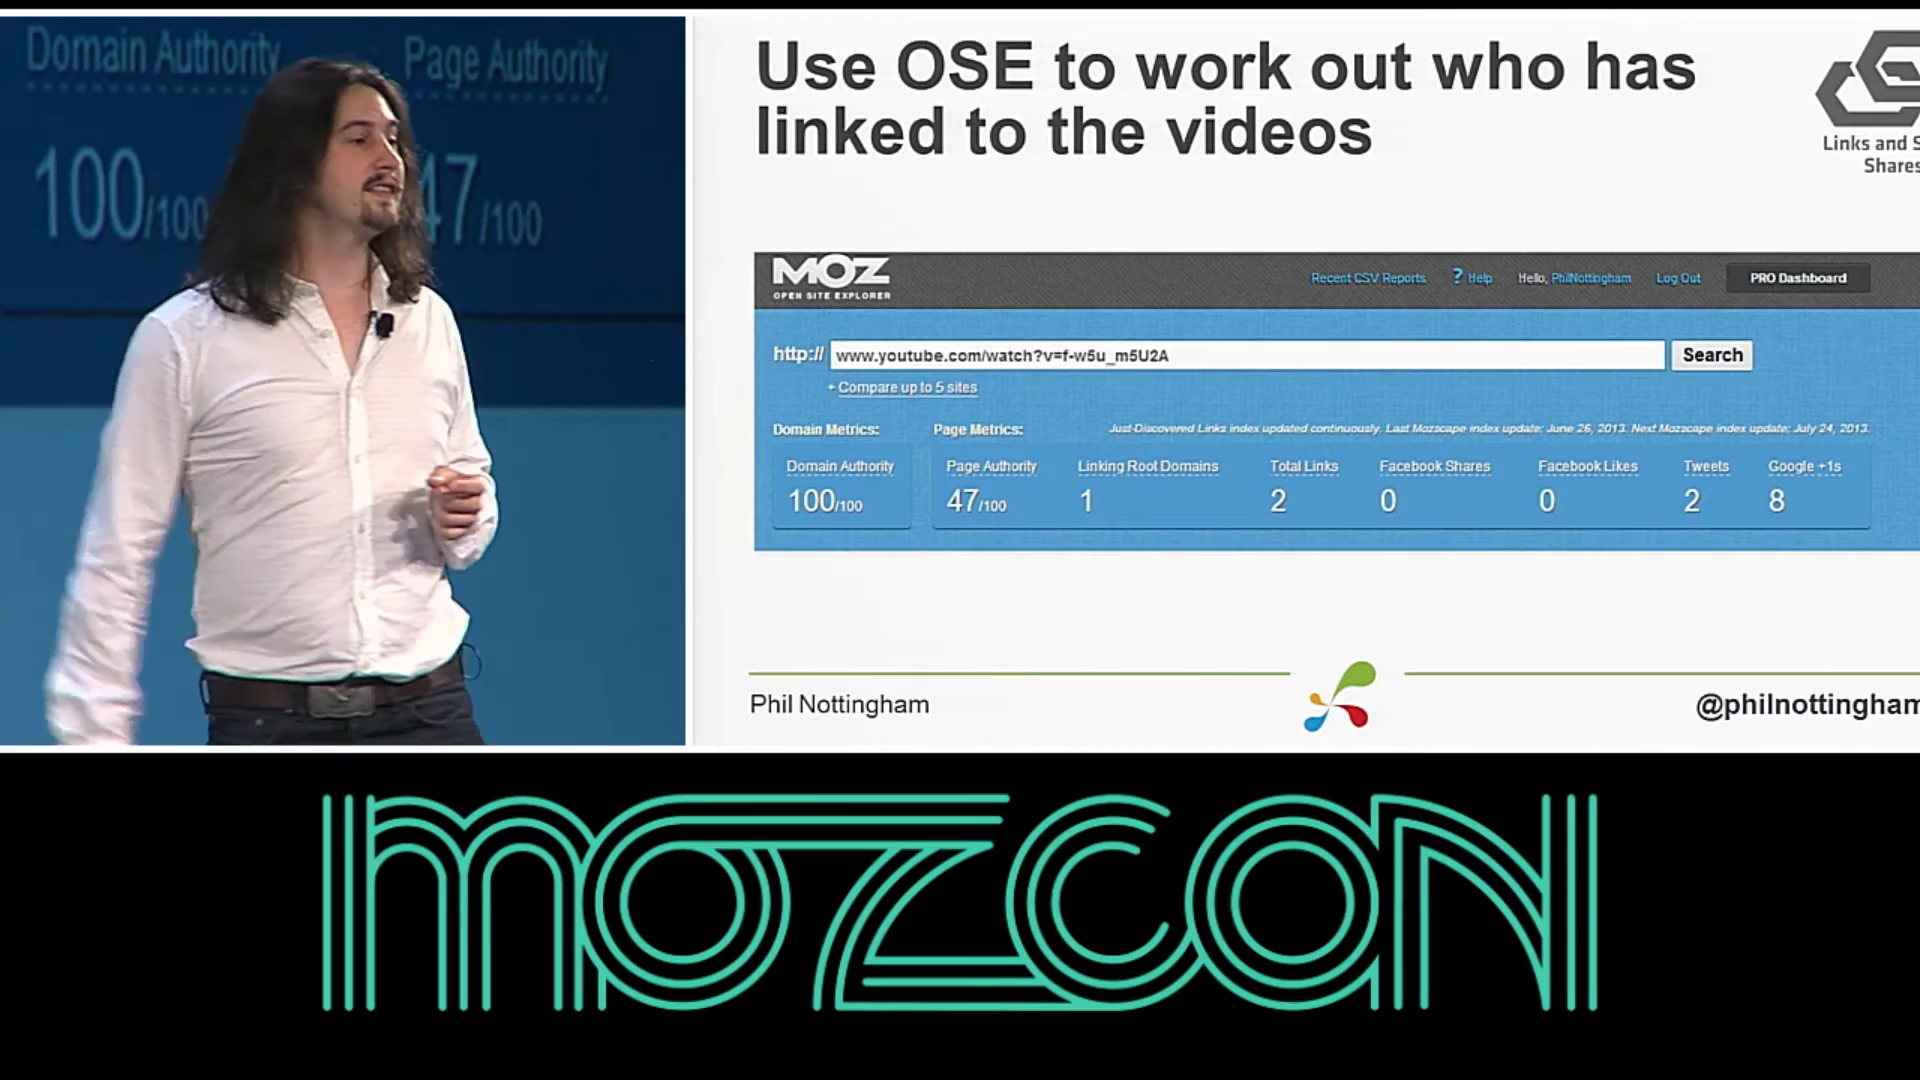 Domain Authority
Page Authority
100/100
47/100
Use OSE to work out who has
linked to the videos
Links and S
Shares
MOZ
OPEN SITE EXPLORER
Recent CSV Reports
? Help
Hello, PhilNottingham
Log Out
PRO Dashboard
http://
www.youtube.com/watch?v=f-w5u_m5U2A
Search
+ Compare up to 5 sites
Domain Metrics:
Page Metrics:
Just-Discovered Links index updated continuously. Last Mozscape index update: June 26, 2013. Next Mozscape index update: July 24, 2013.
Domain Authority
Page Authority
Linking Root Domains
Total Links
Facebook Shares
Facebook Likes
Tweets
Google +1s
100/100
47/100
1
2
0
0
2
8
Phil Nottingham
@philnottingham
mozcon